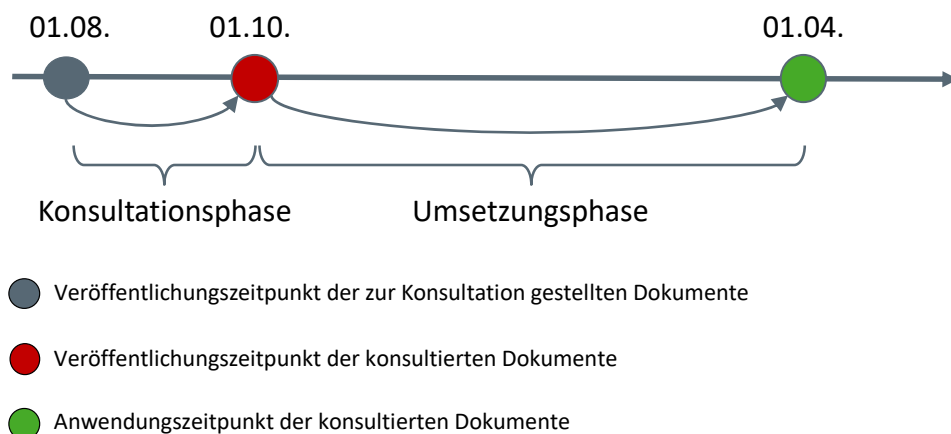 01.08. 01.10. 01.04.
Konsultationsphase Umsetzungsphase
Veröffentlichungszeitpunkt der zur Konsultation gestellten Dokumente
Veröffentlichungszeitpunkt der konsultierten Dokumente
Anwendungszeitpunkt der konsultierten Dokumente